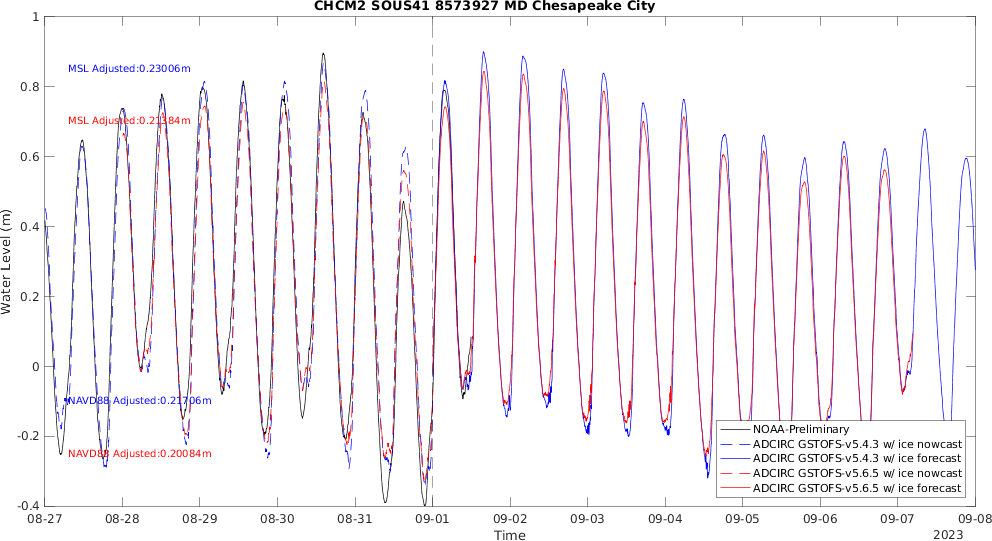 CHCM2 SOUS41 8573927 MD Chesapeake City
1
0.8
0.6
0.4
0.2
0
-0.2
-0.4
Water Level (m)
MSL Adjusted:0.23006m
MSL Adjusted:0.21184m
NAVD88 Adjusted:0.21706m
NAVD88 Adjusted:0.20084m
NOAA-Preliminary
ADCIRC GSTOFS-v5.4.3 w/ ice nowcast
ADCIRC GSTOFS-v5.4.3 w/ ice forecast
ADCIRC GSTOFS-v5.6.5 w/ ice nowcast
ADCIRC GSTOFS-v5.6.5 w/ ice forecast
08-27 08-28 08-29 08-30 08-31 09-01 09-02 09-03 09-04 09-05 09-06 09-07 09-08
Time
2023